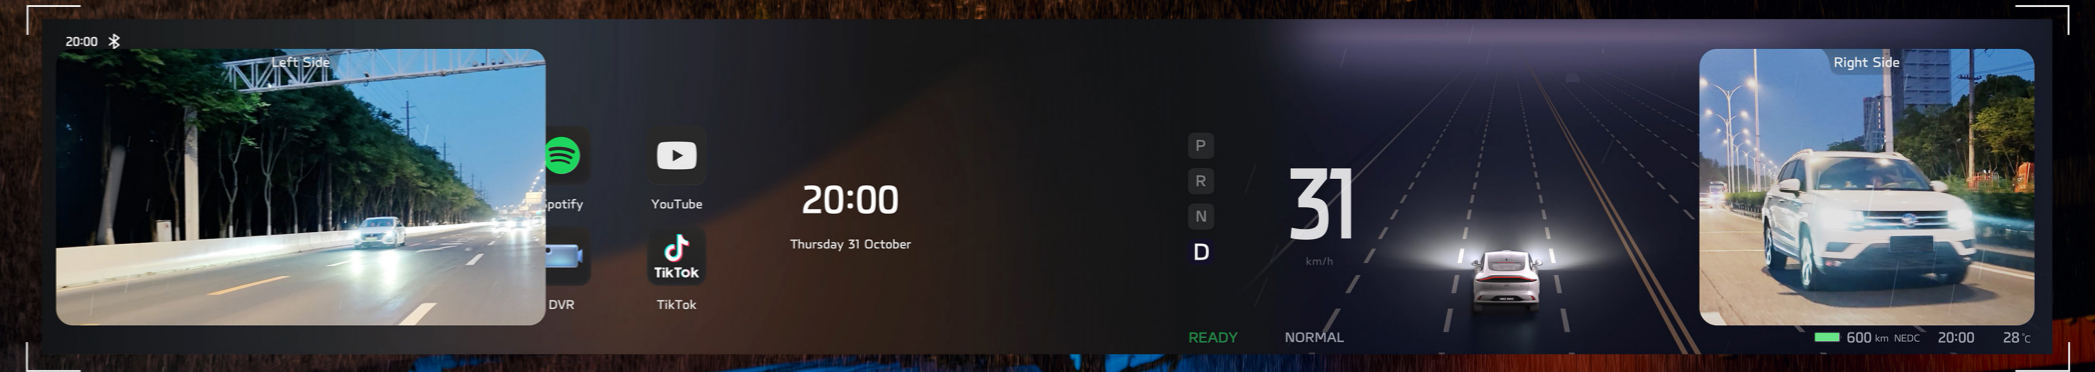 20:00
Left Side
potify
YouTube
DVR
TikTok
TikTok
20:00
Thursday 31 October
P
R
N
D
31
km/h
READY
NORMAL
Right Side
600 km NEDC 20:00 28°C